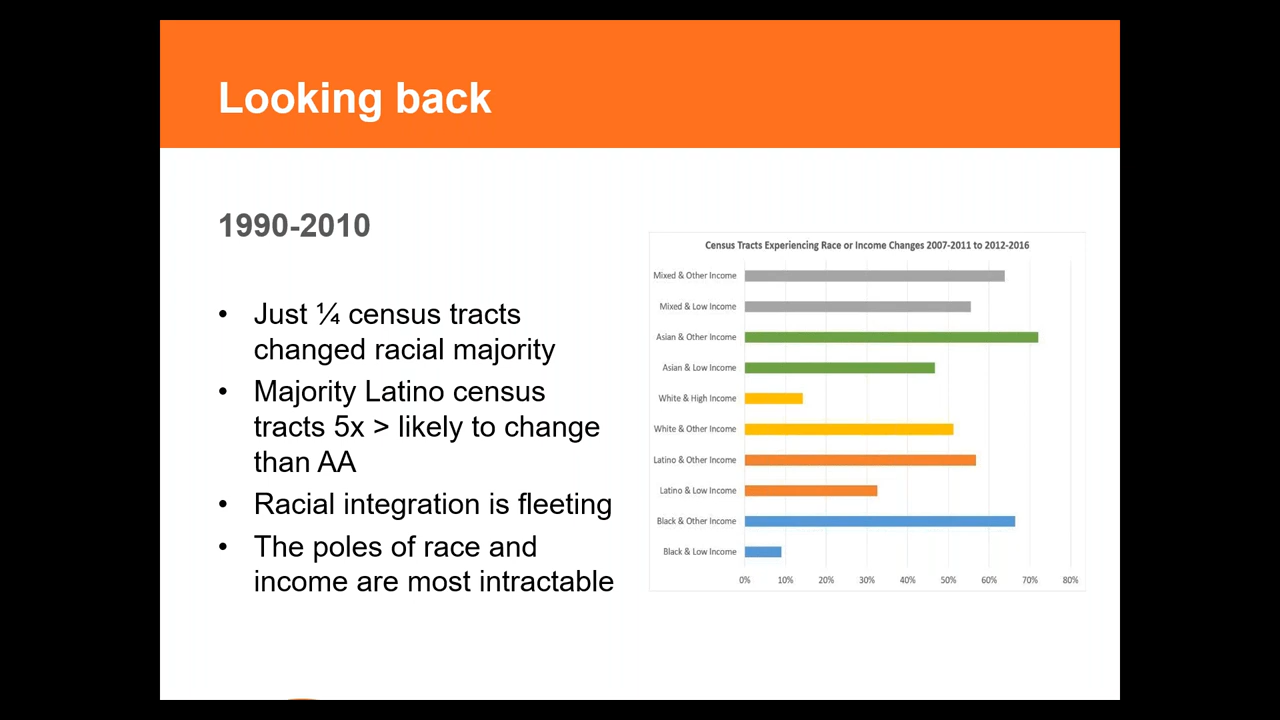 Looking back
1990-2010
• Just ¼ census tracts
changed racial majority
• Majority Latino census
tracts 5x > likely to change
than AA
• Racial integration is fleeting
• The poles of race and
income are most intractable
Census Tracts Experiencing Race or Income Changes 2007-2011 to 2012-2016
Mixed & Other Income
Mixed & Low Income
Asian & Other Income
Asian & Low Income
White & High Income
White & Other Income
Latino & Other Income
Latino & Low Income
Black & Other Income
Black & Low Income
0% 10% 20% 30% 40% 50% 60% 70% 80%